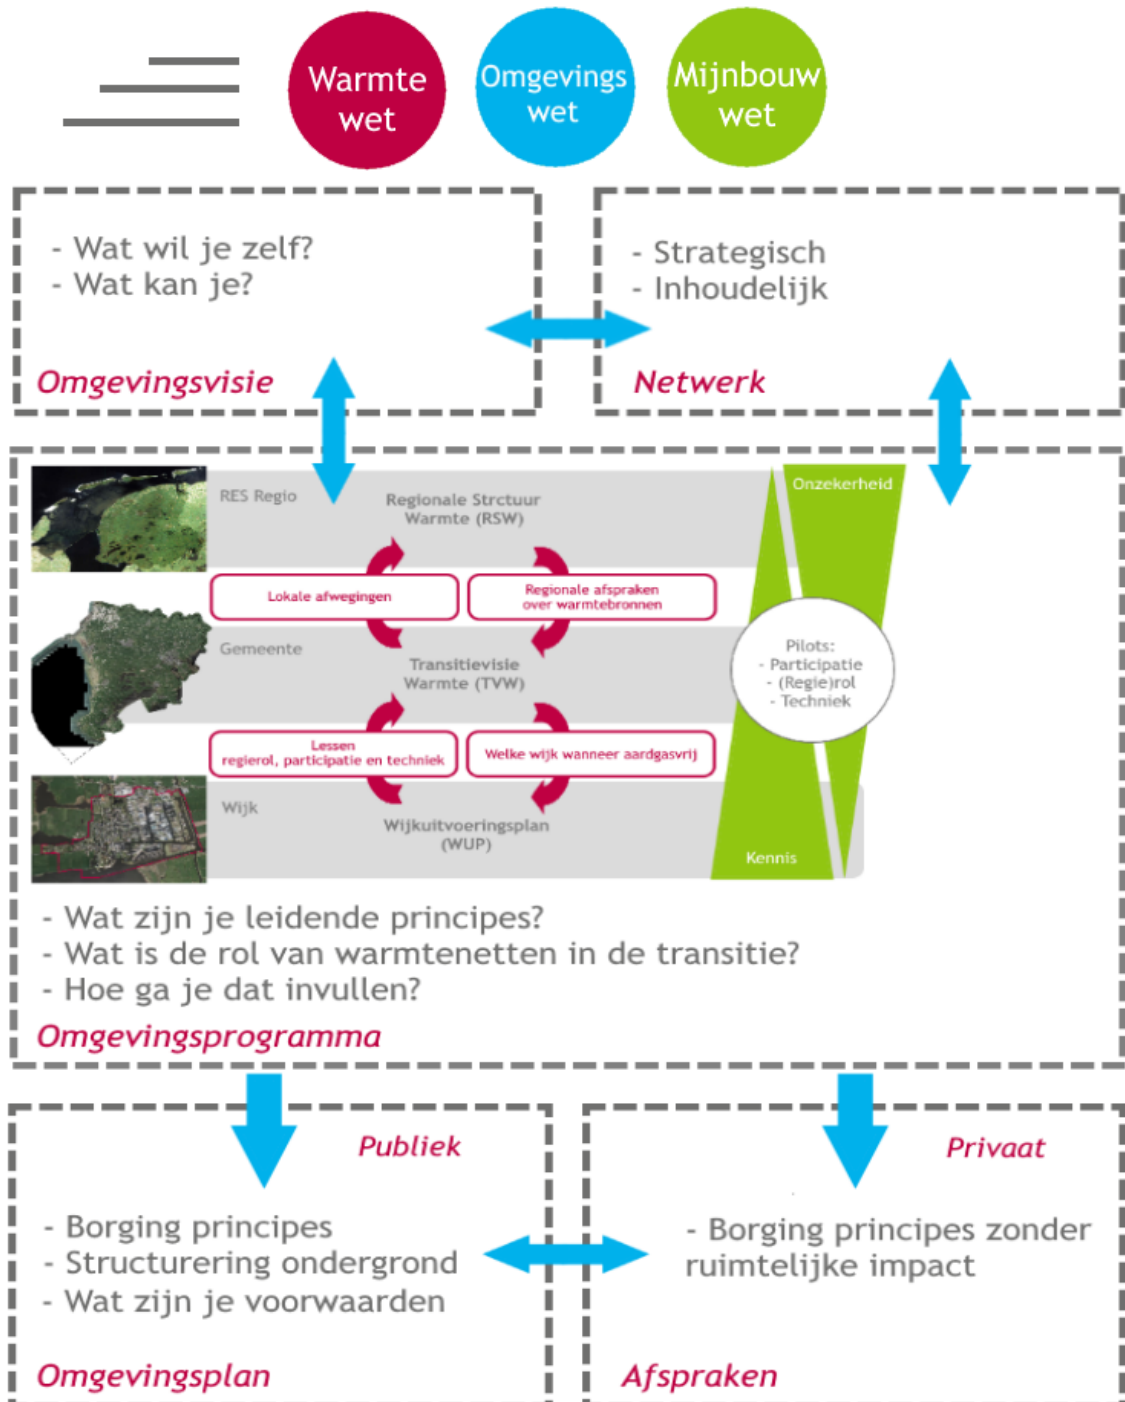 Warmte
wet
Omgevings
wet
Mijnbouw
wet
- Wat wil je zelf?
- Wat kan je?
Omgevingsvisie
- Strategisch
- Inhoudelijk
Netwerk
RES Regio
Regionale Strctuur
Warmte (RSW)
Onzekerheid
Lokale afwegingen
Regionale afspraken
over warmtebronnen
Gemeente
Transitievisie
Warmte (TVW)
Pilots:
- Participatie
- (Regie)rol
- Techniek
Lessen
regierol, participatie en techniek
Welke wijk wanneer aardgasvrij
Wijk
Wijkuitvoeringsplan
(WUP)
Kennis
- Wat zijn je leidende principes?
- Wat is de rol van warmtenetten in de transitie?
- Hoe ga je dat invullen?
Omgevingsprogramma
Publiek
- Borging principes
- Structurering ondergrond
- Wat zijn je voorwaarden
Omgevingsplan
Privaat
- Borging principes zonder
ruimtelijke impact
Afspraken